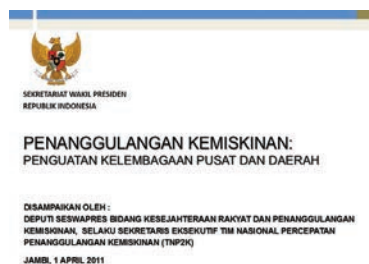 SEKRETARIAT WAKIL PRESIDEN
REPUBLIK INDONESIA
PENANGGULANGAN KEMISKINAN:
PENGUATAN KELEMBAGAAN PUSAT DAN DAERAH
DISAMPAIKAN OLEH :
DEPUTI SESWAPRES BIDANG KESEJAHTERAAN RAKYAT DAN PENANGGULANGAN
KEMISKINAN, SELAKU SEKRETARIS EKSEKUTIF TIM NASIONAL PERCEPATAN
PENANGGULANGAN KEMISKINAN (TNP2K)
JAMBI, 1 APRIL 2011